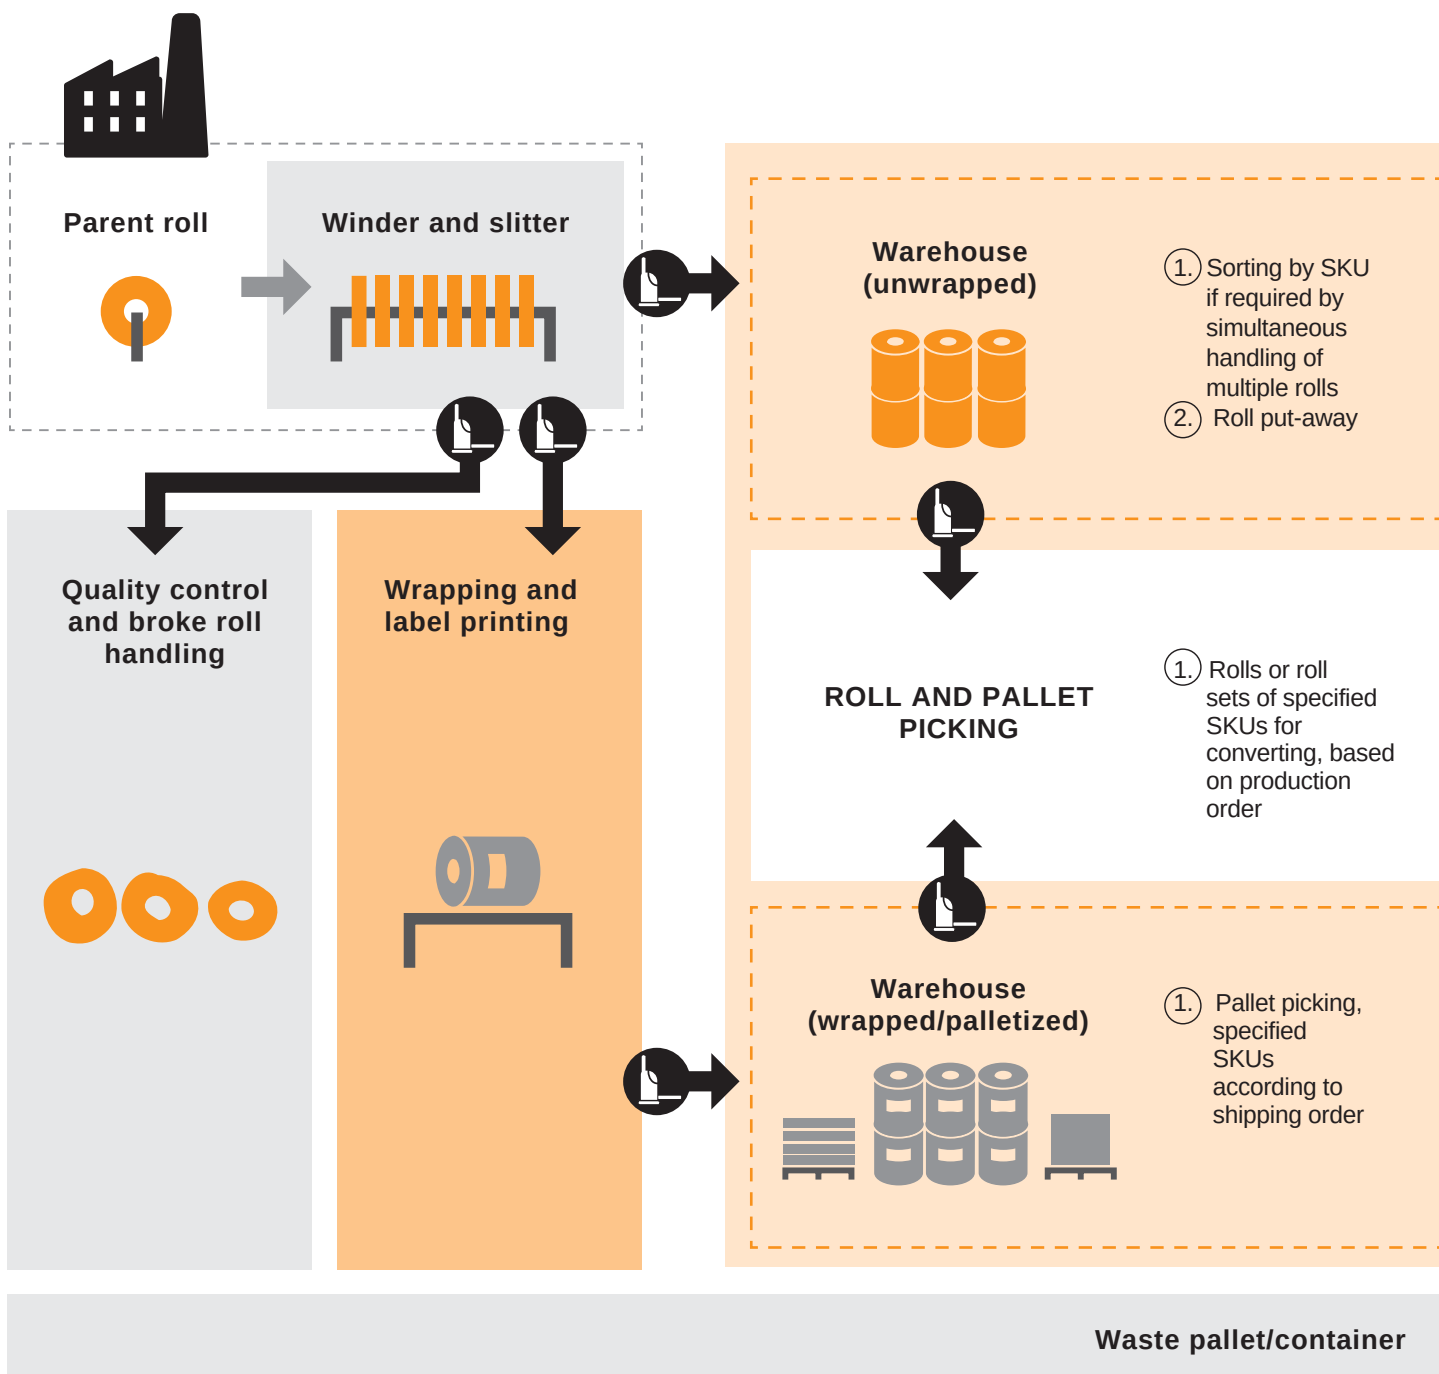 Parent roll
Winder and slitter
Warehouse
(unwrapped)
1. Sorting by SKU
if required by
simultaneous
handling of
multiple rolls
2. Roll put-away
Quality control
and broke roll
handling
Wrapping and
label printing
ROLL AND PALLET
PICKING
1. Rolls or roll
sets of specified
SKUs for
converting, based
on production
order
Warehouse
(wrapped/palletized)
1. Pallet picking,
specified
SKUs
according to
shipping order
Waste pallet/container